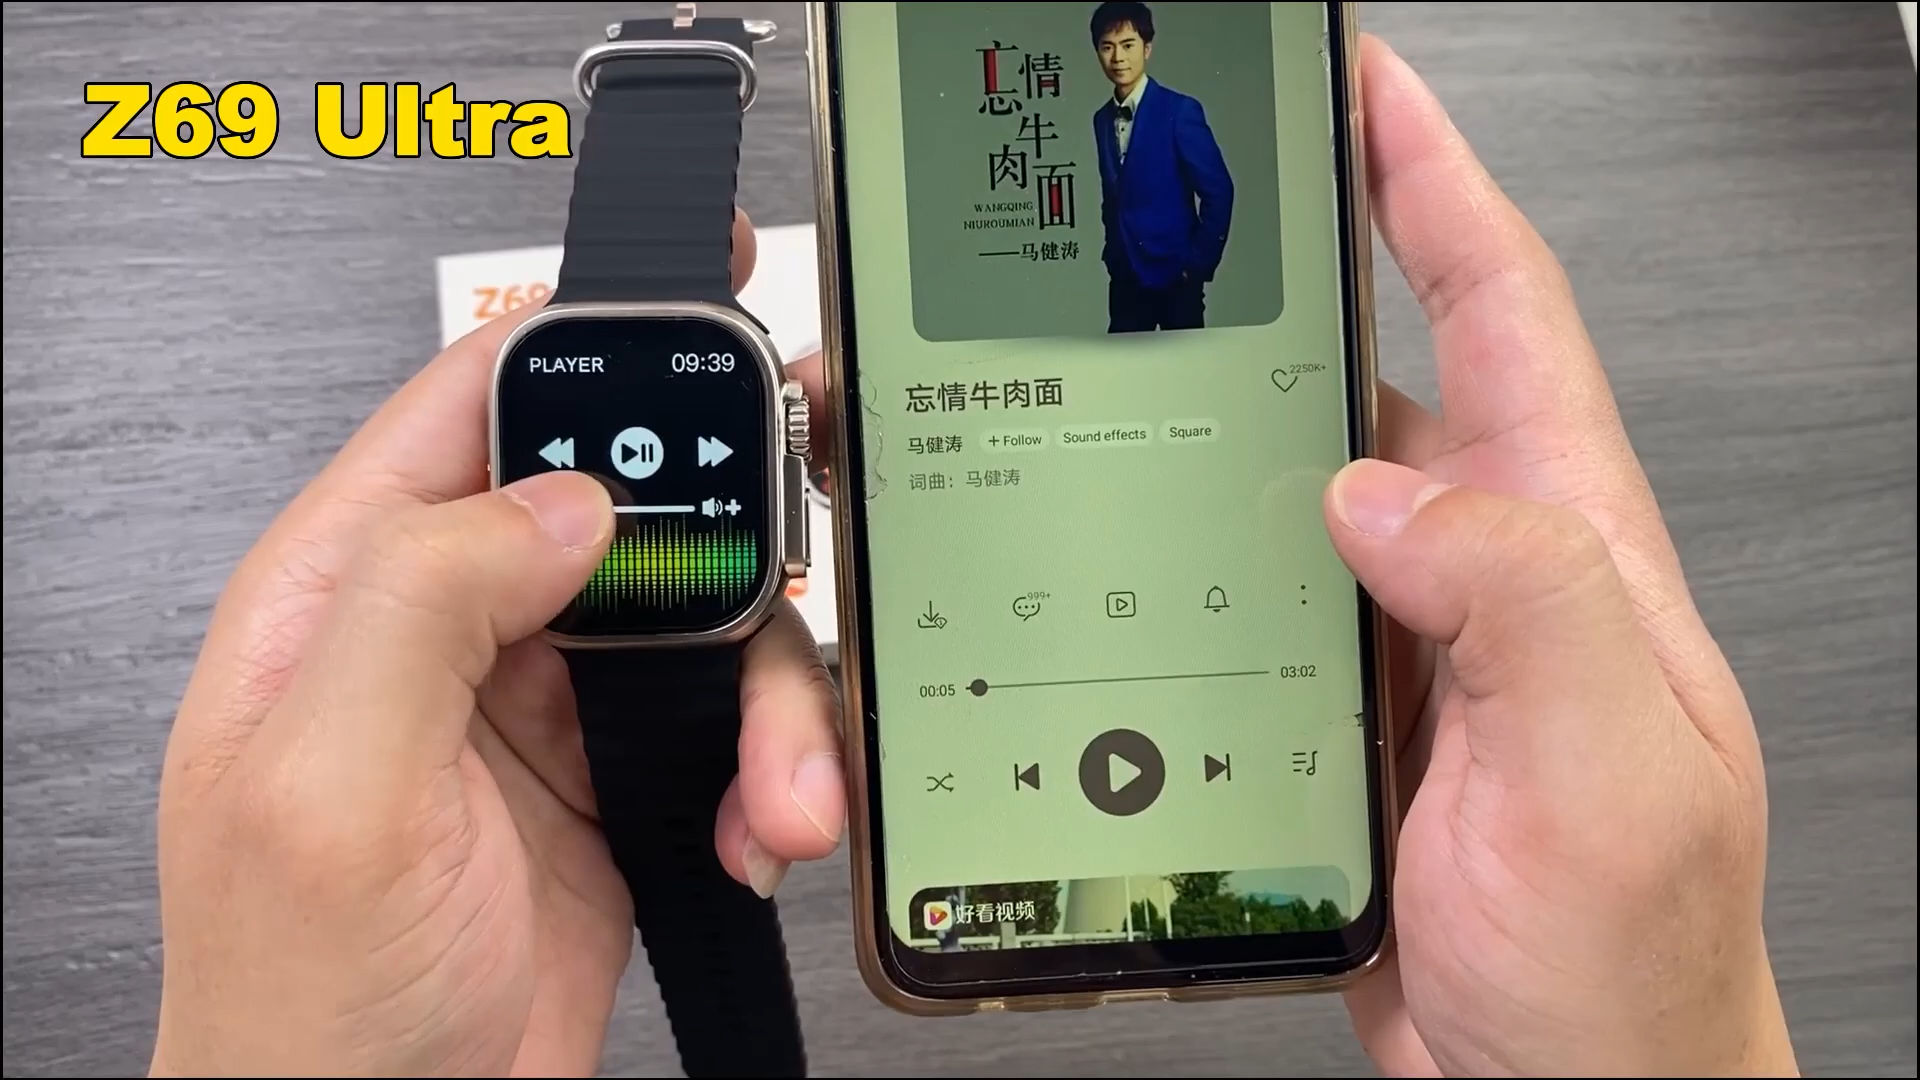 Z69 Ultra
Z69
PLAYER 09:39
忘情
牛
肉面
WANGQING
NIUROUMIAN
——马健涛
忘情牛肉面
2250K+
马健涛 + Follow Sound effects Square
词曲：马健涛
999+
00:05 03:02
好看视频